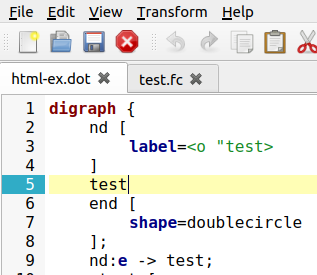 File Edit View Transform Help
html-ex.dot test.fc
1 digraph {
2 nd [
3 label=<o "test>
4 ]
5 test
6 end [
7 shape=doublecircle
8 ];
9 nd:e -> test;